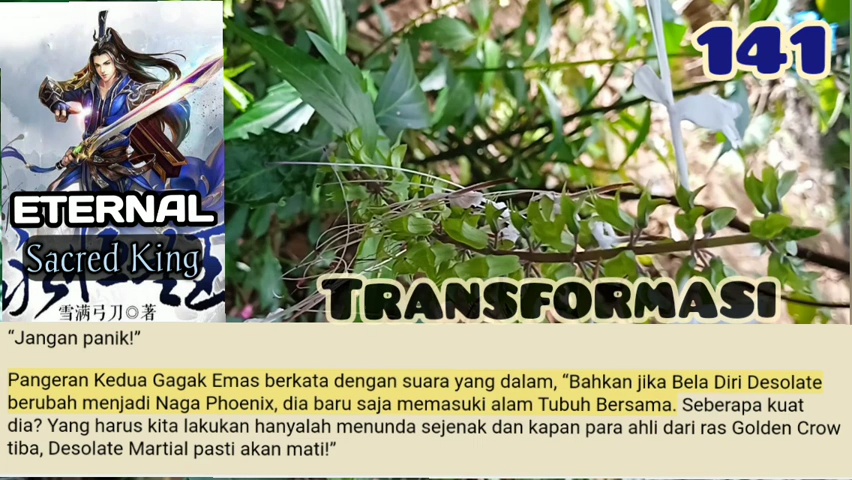 141
ETERNAL
Sacred King
雪满弓刀◎著
TRANSFORMASI
“Jangan panik!”
Pangeran Kedua Gagak Emas berkata dengan suara yang dalam, “Bahkan jika Bela Diri Desolate
berubah menjadi Naga Phoenix, dia baru saja memasuki alam Tubuh Bersama. Seberapa kuat
dia? Yang harus kita lakukan hanyalah menunda sejenak dan kapan para ahli dari ras Golden Crow
tiba, Desolate Martial pasti akan mati!”